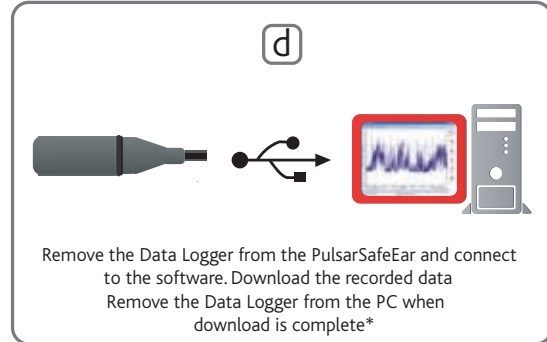 d
Remove the Data Logger from the PulsarSafeEar and connect
to the software. Download the recorded data
Remove the Data Logger from the PC when
download is complete*